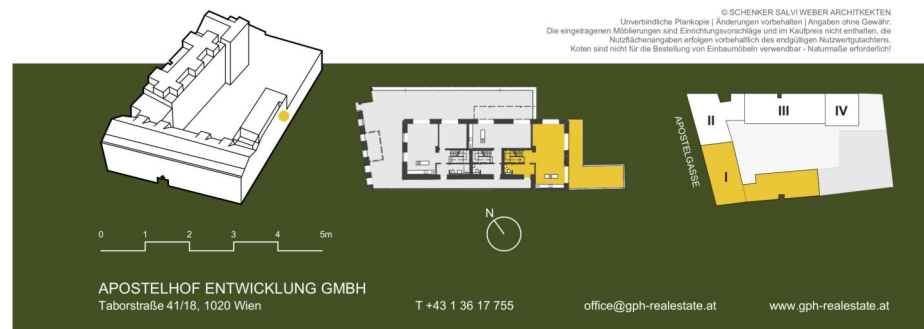 © SCHENKER SALVI WEBER ARCHITKEKTEN
Unverbindliche Plankopie | Änderungen vorbehalten | Angaben ohne Gewähr.
Die eingetragenen Möblierungen sind Einrichtungsvorschläge und im Kaufpreis nicht enthalten, die
Nutzflächenangaben erfolgen vorbehaltlich des endgültigen Nutzwertgutachtens.
Koten sind nicht für die Bestellung von Einbaumöbeln verwendbar - Naturmaße erforderlich!
II
III
IV
APOSTELGASSE
I
N
0 1 2 3 4 5m
APOSTELHOF ENTWICKLUNG GMBH
Taborstraße 41/18, 1020 Wien
T +43 1 36 17 755
office@gph-realestate.at
www.gph-realestate.at